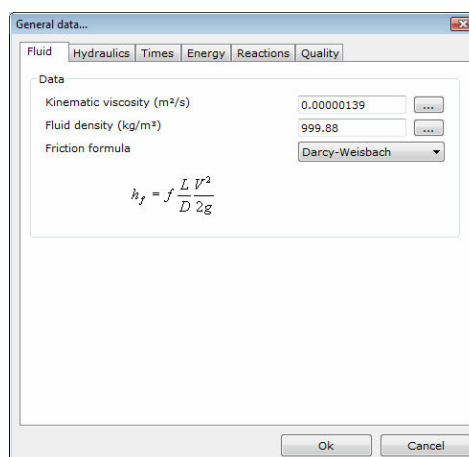 General data...
Fluid Hydraulics Times Energy Reactions Quality
Data
Kinematic viscosity (m²/s) 0.00000139 ...
Fluid density (kg/m³) 999.88 ...
Friction formula Darcy-Weisbach
h_f = f L/D V²/2g
Ok Cancel